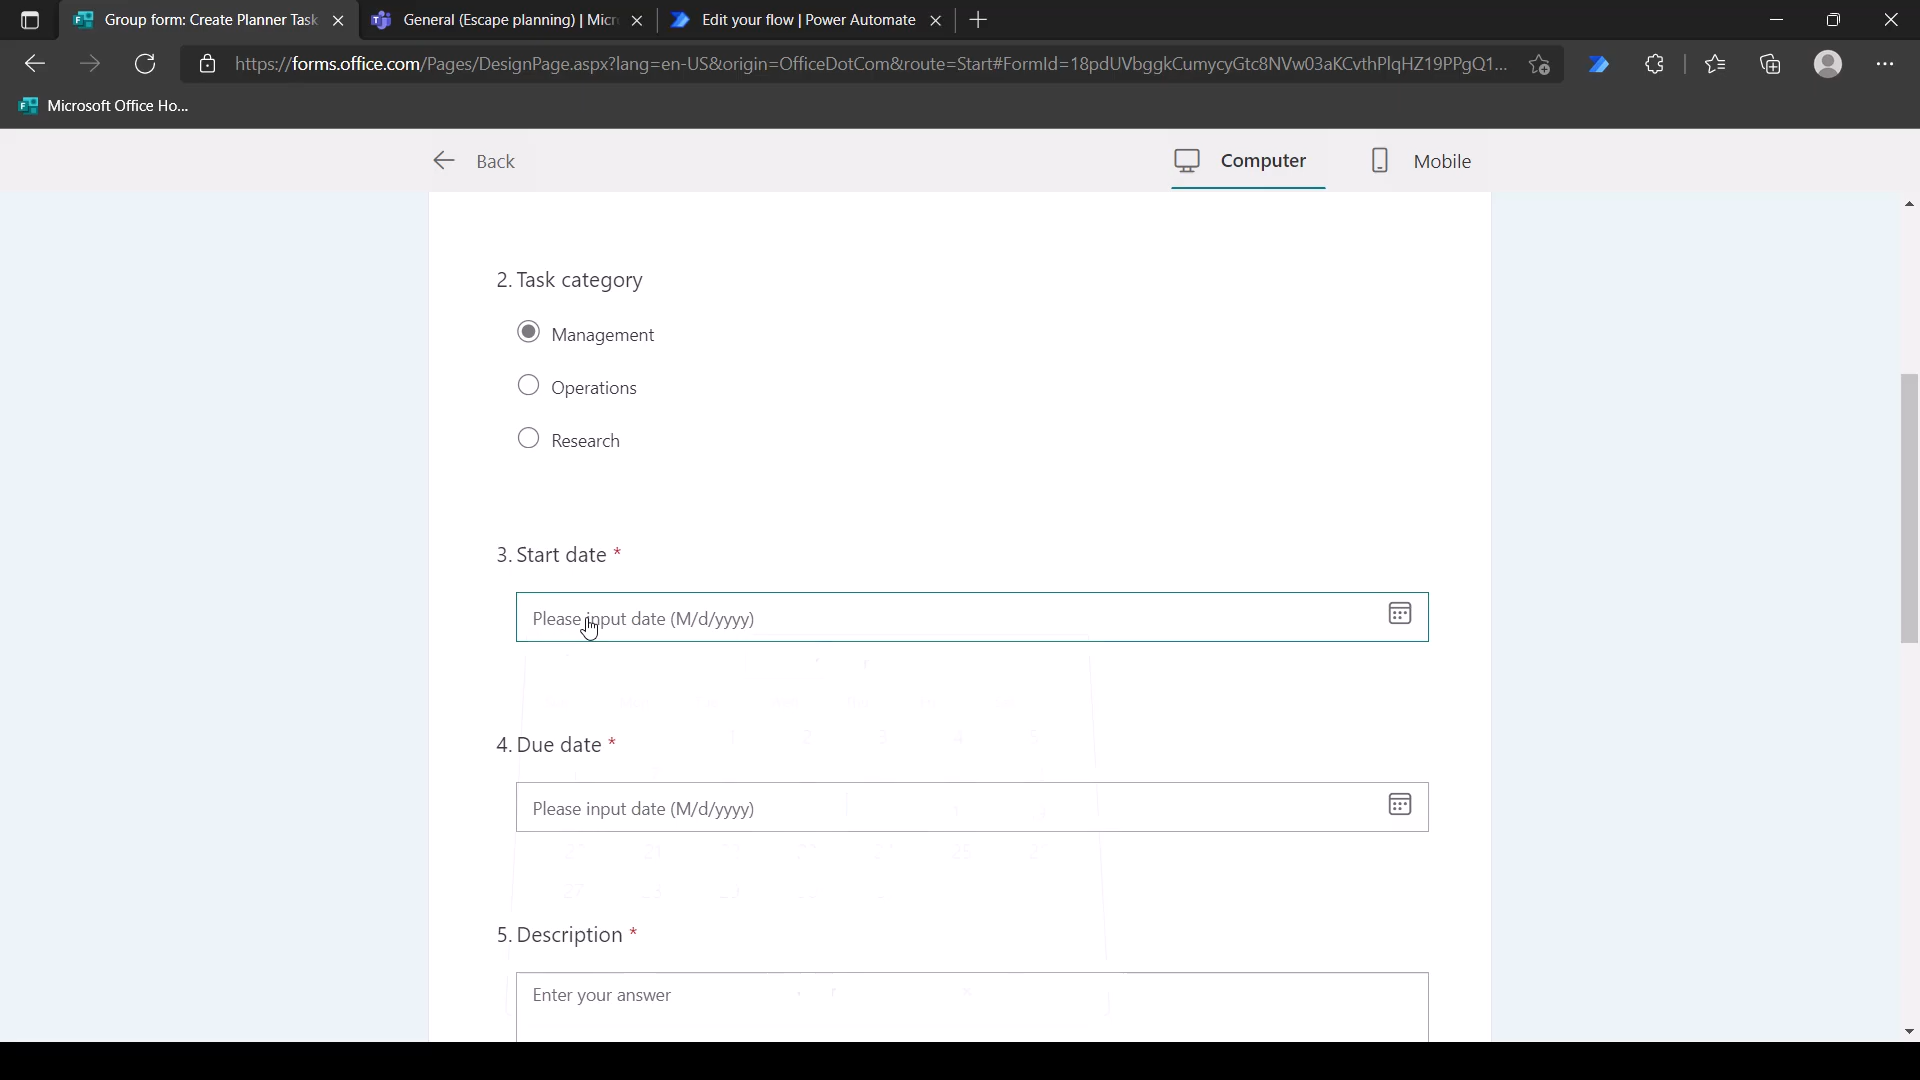 Group form: Create Planner Task
General (Escape planning) | Micr
Edit your flow | Power Automate
https://forms.office.com/Pages/DesignPage.aspx?lang=en-US&origin=OfficeDotCom&route=Start#FormId=18pdUVbggkCumycyGtc8NVw03aKCvthPlqHZ19PPgQ1...
Microsoft Office Ho...
Back
Computer
Mobile
2. Task category
Management
Operations
Research
3. Start date *
Please input date (M/d/yyyy)
4. Due date *
Please input date (M/d/yyyy)
5. Description *
Enter your answer